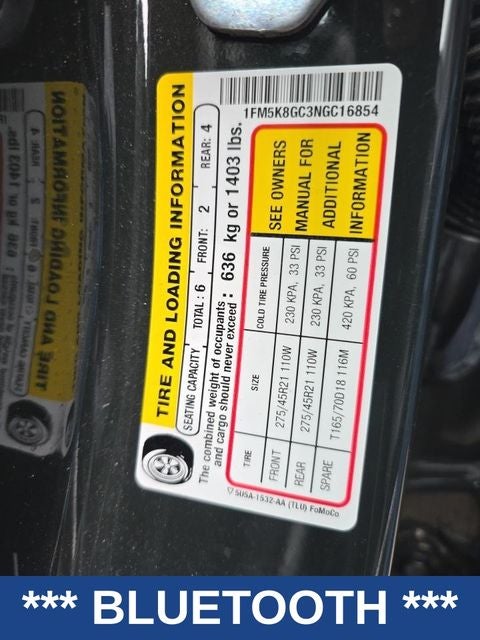 1FM5K8GC3NGC16854
TIRE AND LOADING INFORMATION
SEATING CAPACITY TOTAL: 6 FRONT: 2 REAR: 4
The combined weight of occupants
and cargo should never exceed: 636 kg or 1403 lbs.
TIRE SIZE COLD TIRE PRESSURE
FRONT 275/45R21 110W 230 KPA, 33 PSI
REAR 275/45R21 110W 230 KPA, 33 PSI
SPARE T165/70D18 116M 420 KPA, 60 PSI
SEE OWNERS
MANUAL FOR
ADDITIONAL
INFORMATION
5U5A-1532-AA (TLU) FoMoCo
*** BLUETOOTH ***